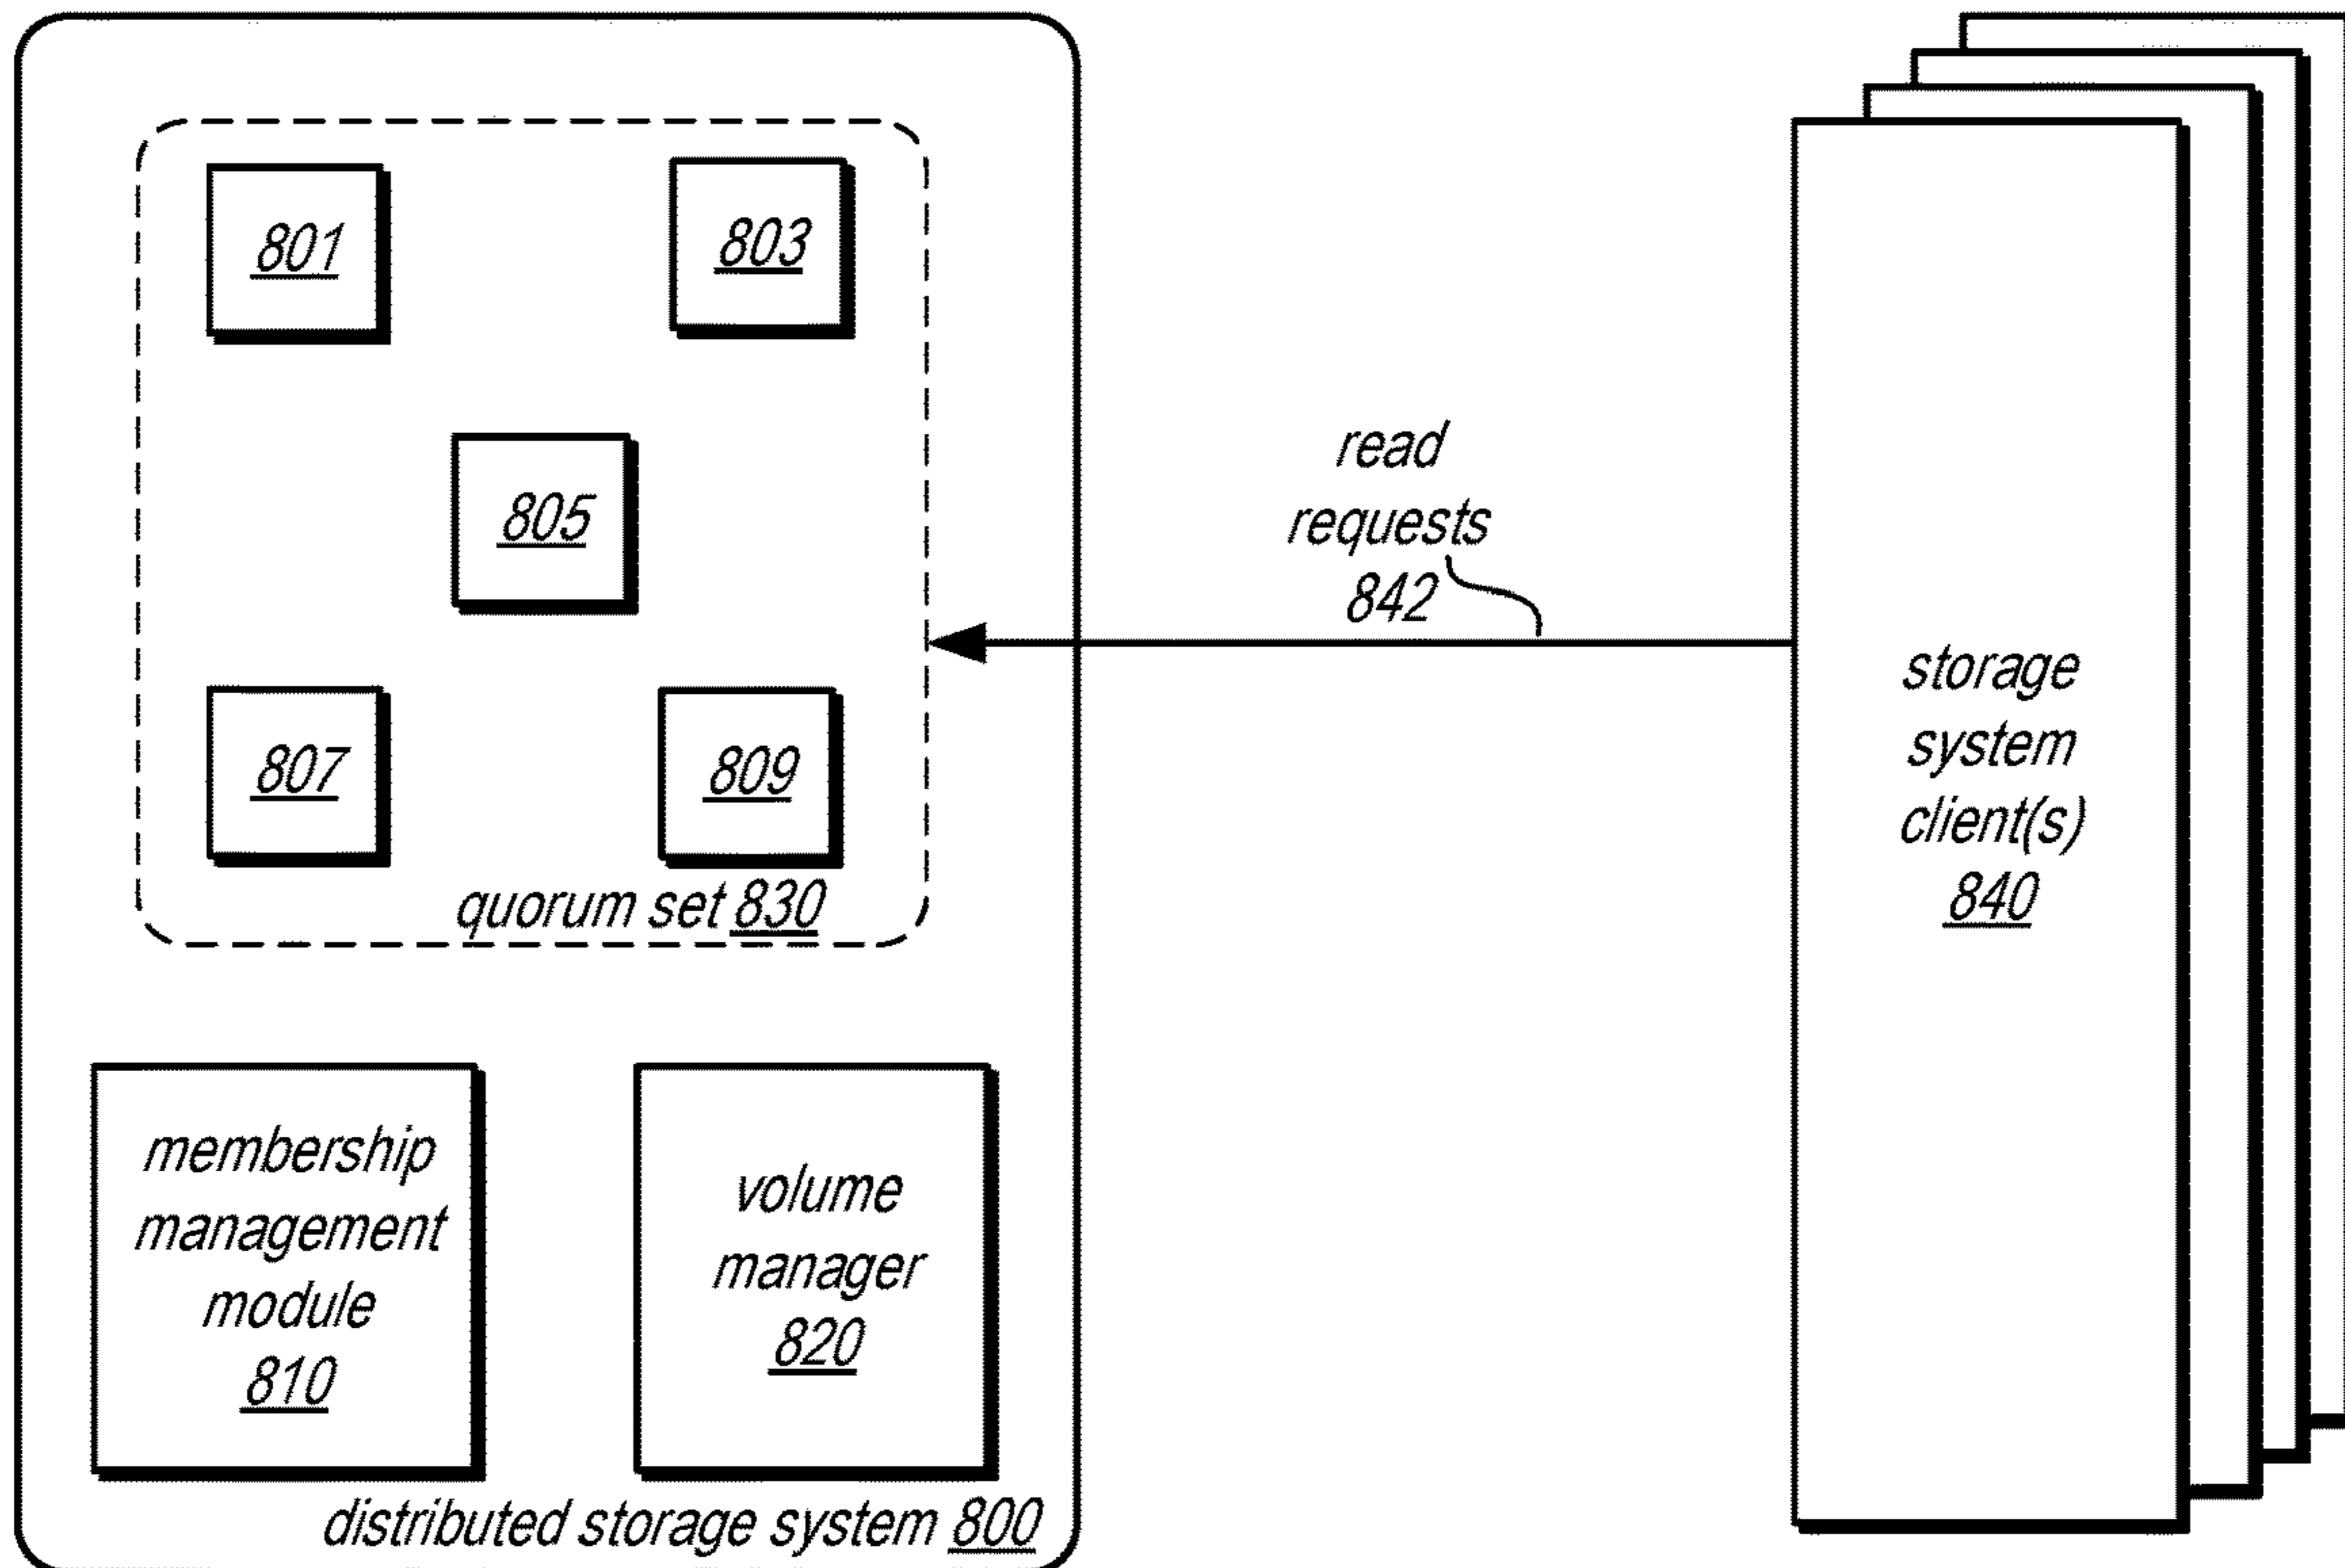 801
803
805
807
809
quorum set 830
read
requests
842
storage
system
client(s)
840
membership
management
module
810
volume
manager
820
distributed storage system 800